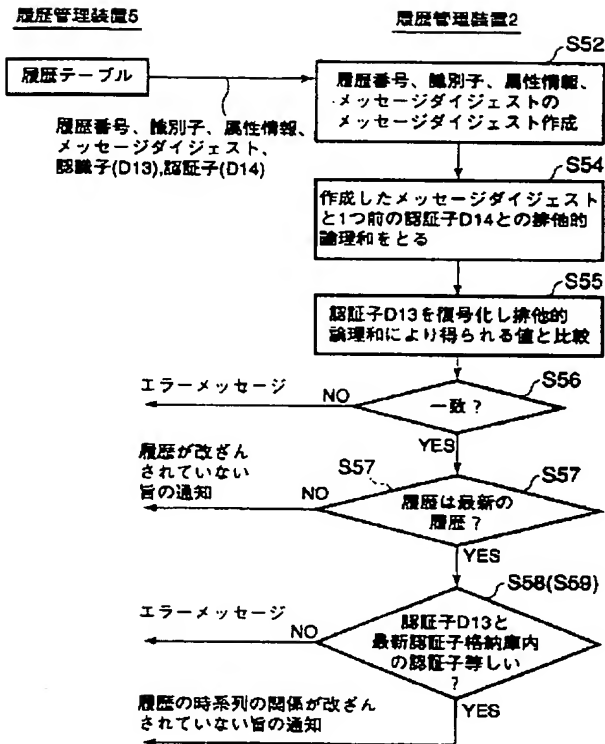 履歴管理装置5
履歴管理装置2
S52
履歴テーブル
履歴番号、識別子、属性情報、
メッセージダイジェストの
メッセージダイジェスト作成
履歴番号、識別子、属性情報、
メッセージダイジェスト、
認識子(D13),認証子(D14)
S54
作成したメッセージダイジェスト
と1つ前の認証子D14との排他的
論理和をとる
S55
認証子D13を復号化し排他的
論理和により得られる値と比較
S56
エラーメッセージ
NO
一致?
YES
履歴が改ざん
されていない
旨の通知
S57
S57
NO
履歴は最新の
履歴?
YES
S58(S59)
エラーメッセージ
NO
認証子D13と
最新認証子格納庫内
の認証子等しい
?
YES
履歴の時系列の関係が改ざん
されていない旨の通知